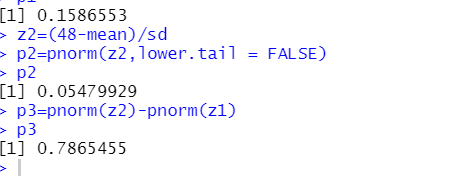 > p1
[1] 0.1586553
> z2=(48-mean)/sd
> p2=pnorm(z2,lower.tail = FALSE)
> p2
[1] 0.05479929
> p3=pnorm(z2)-pnorm(z1)
> p3
[1] 0.7865455
>